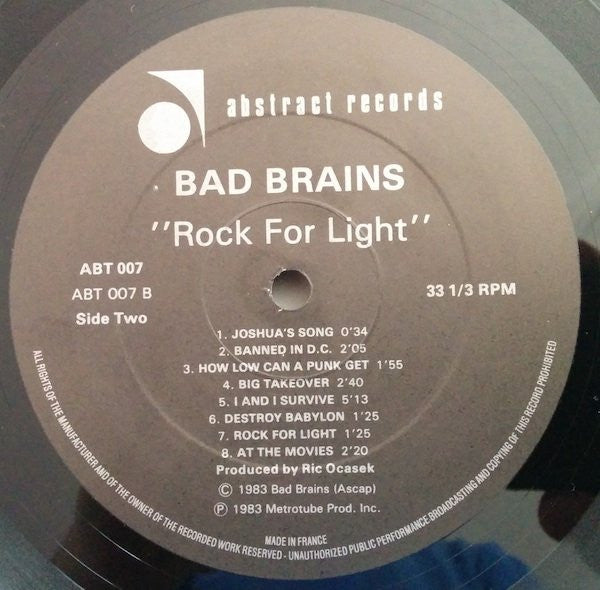 abstract records
BAD BRAINS
"Rock For Light"
ABT 007
ABT 007 B
Side Two
33 1/3 RPM
1. JOSHUA'S SONG 0'34
2. BANNED IN D.C. 2'05
3. HOW LOW CAN A PUNK GET 1'55
4. BIG TAKEOVER 2'40
5. I AND I SURVIVE 5'13
6. DESTROY BABYLON 1'25
7. ROCK FOR LIGHT 1'25
8. AT THE MOVIES 2'20
Produced by Ric Ocasek
© 1983 Bad Brains (Ascap)
℗ 1983 Metrotube Prod. Inc.
MADE IN FRANCE
ALL RIGHTS OF THE MANUFACTURER AND OF THE OWNER OF THE RECORDED WORK RESERVED - UNAUTHORIZED PUBLIC PERFORMANCE BROADCASTING AND COPYING OF THIS RECORD PROHIBITED